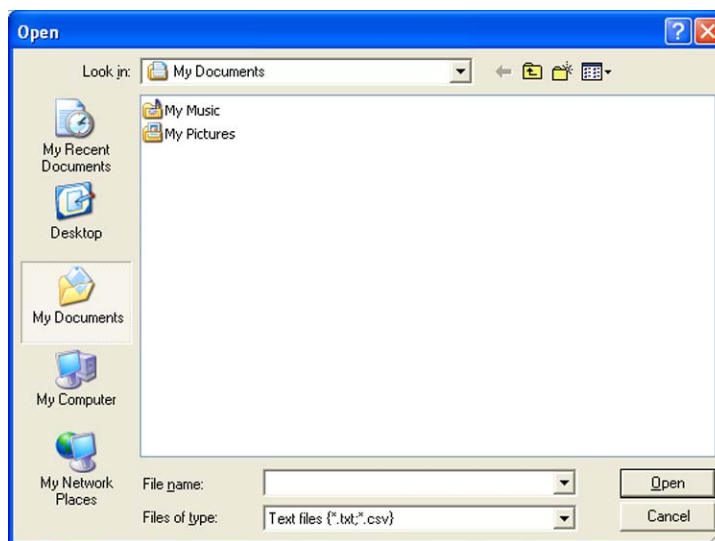 Open
Look in: My Documents
My Music
My Pictures
My Recent
Documents
Desktop
My Documents
My Computer
My Network
Places
File name:
Open
Files of type: Text files {*.txt;*.csv}
Cancel